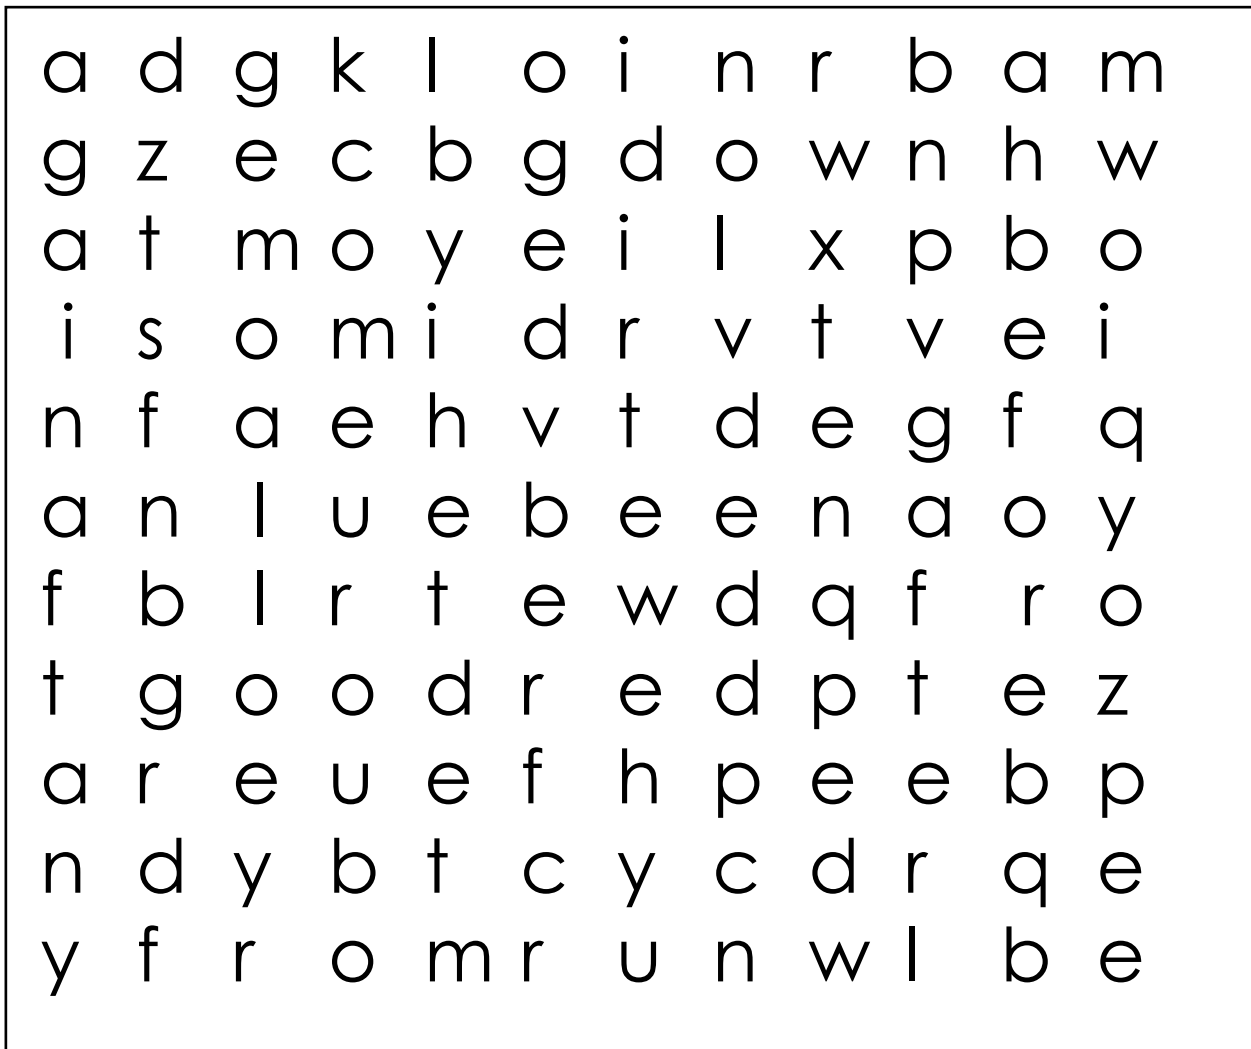 a d g k l o i n r b a m
g z e c b g d o w n h w
a t m o y e i l x p b o
i s o m i d r v t v e i
n f a e h v t d e g f q
a n l u e b e e n a o y
f b l r t e w d q f r o
t g o o d r e d p t e z
a r e u e f h p e e b p
n d y b t c y c d r q e
y f r o m r u n w l b e